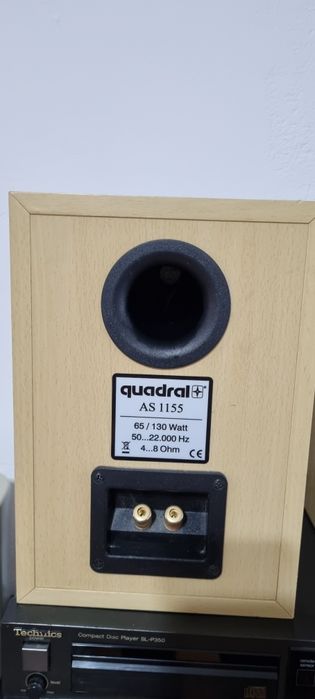 quadral
AS 1155
65 / 130 Watt
50...22.000 Hz
4...8 Ohm
CE
Technics
Compact Disc Player SL-P350